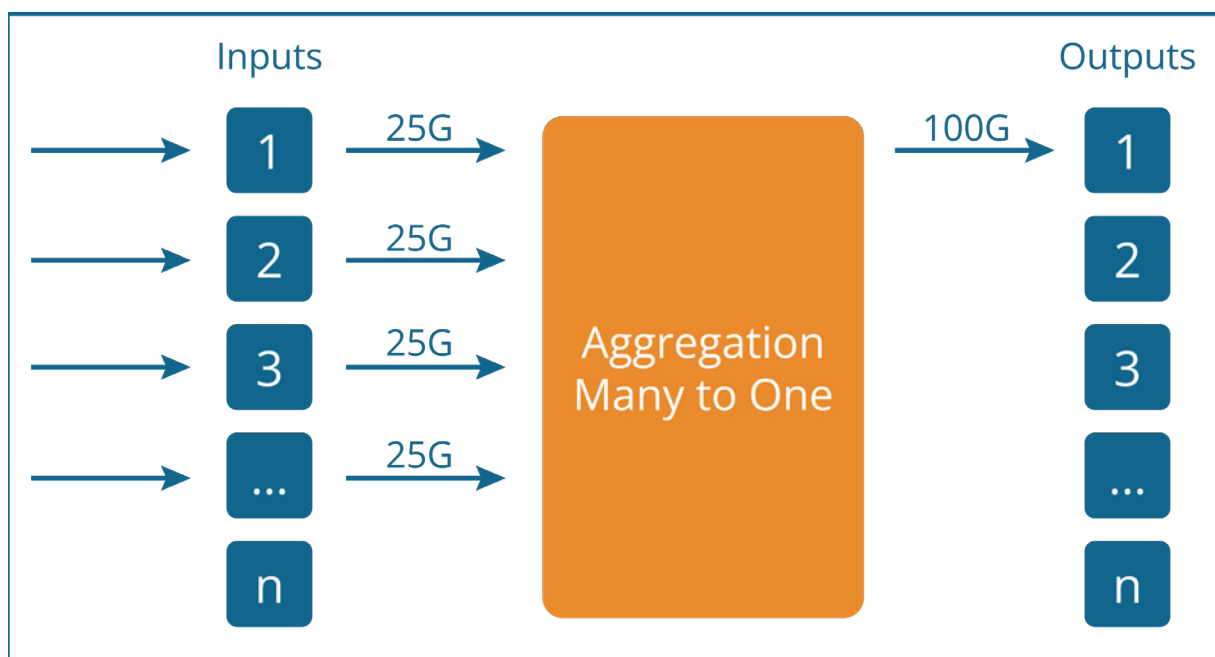 Inputs
Outputs
1
25G
100G
1
2
25G
2
3
25G
Aggregation
Many to One
3
...
25G
...
n
n